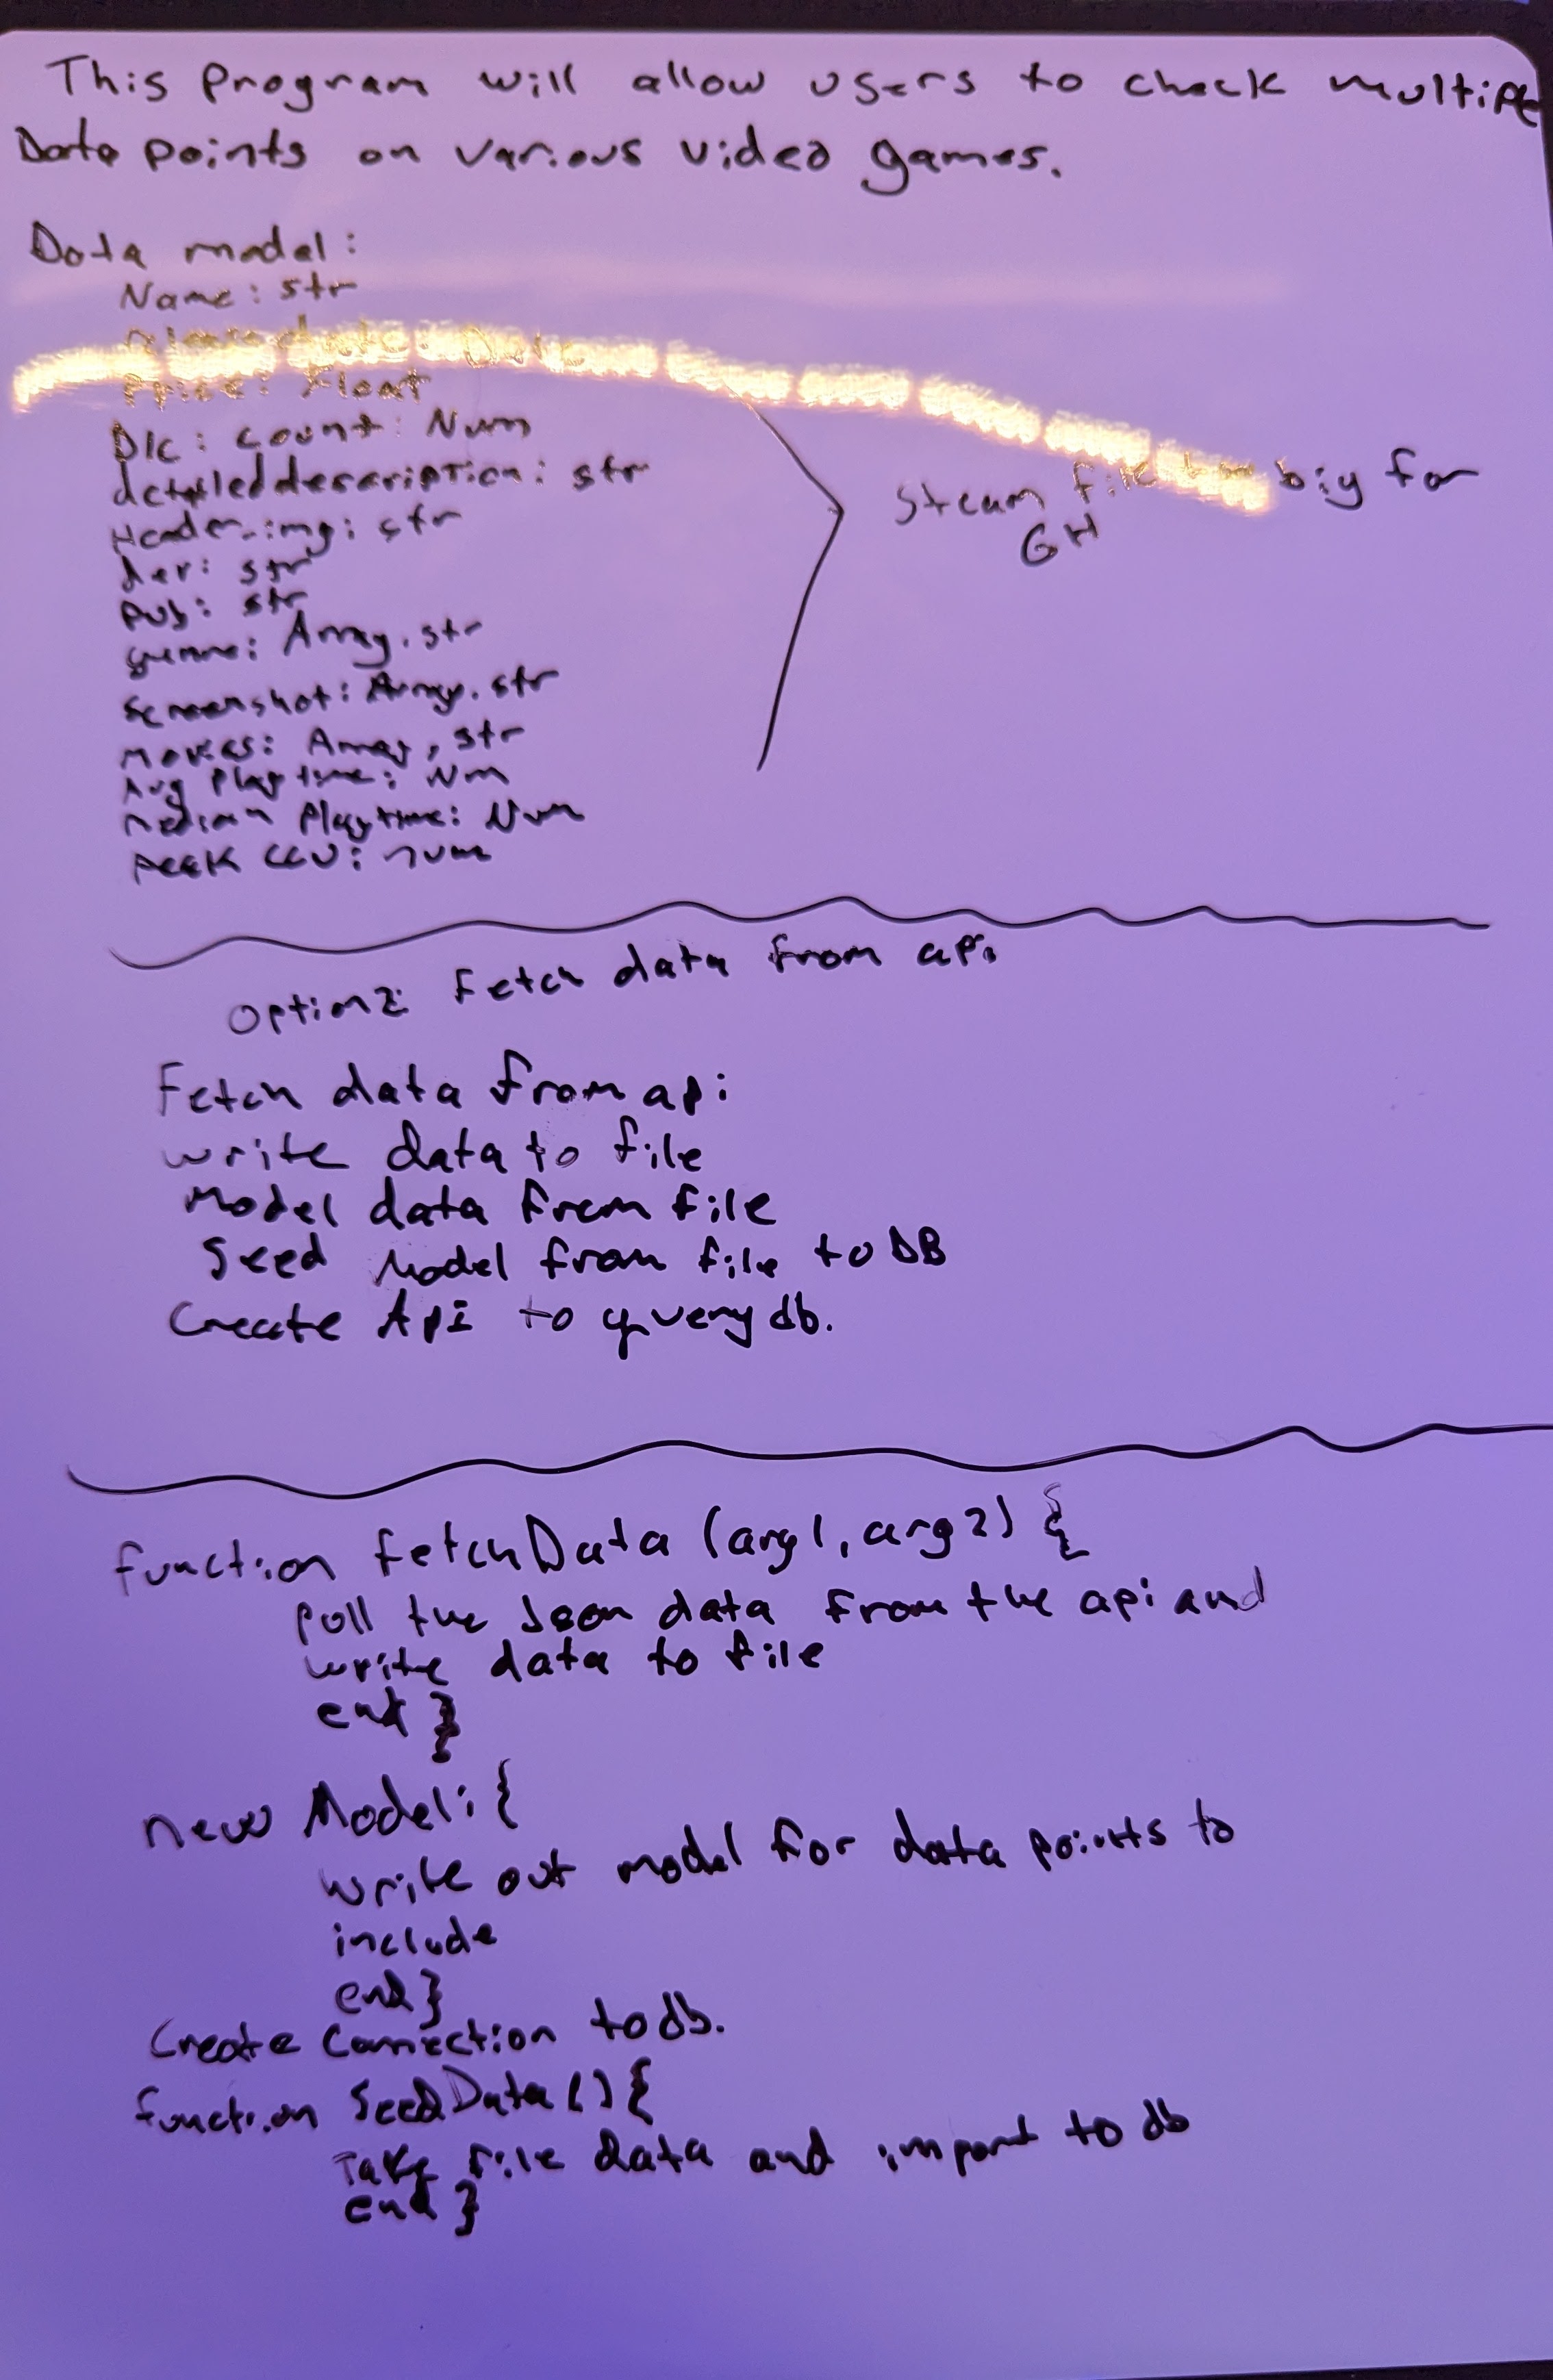 This program will allow users to check multiple
Data points on various video games.
Data model:
Name: str
Date
Price: Float
Dlc: count: Num
detailed description: str
Header-img: str
dev: str
pub: str
genre: Array.str
Screenshot: Array.str
Movies: Array, str
Avg Playtime: Num
Median Playtime: Num
peak CCU: num
Steam file too big for
GH
Option 2: Fetch data from api
Fetch data from api
write data to file
Model data from file
Seed Model from file to DB
Create Api to query db.
function fetchData (arg1, arg2) {
Pull the Json data from the api and
write data to file
end }
new Model: {
write out model for data points to
include
end }
Create Connection to db.
function SeedData() {
Take file data and import to db
end }